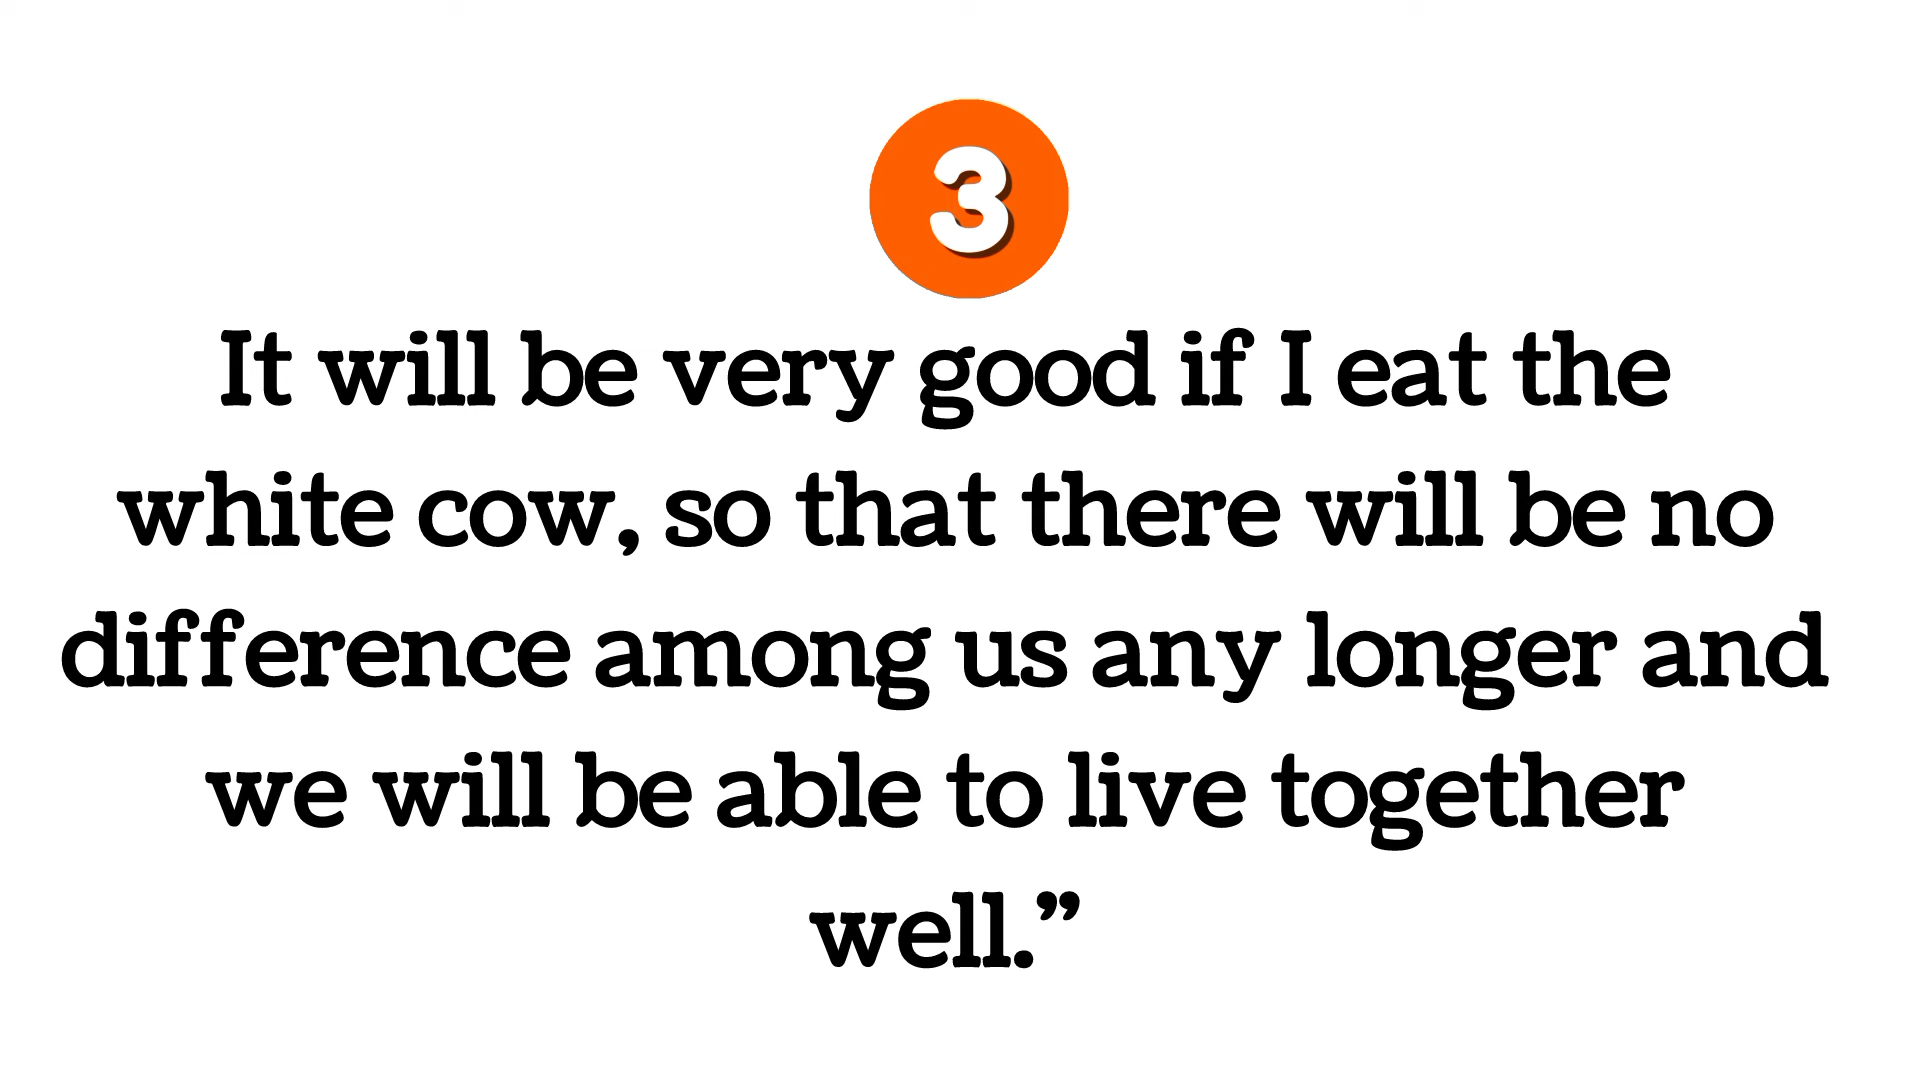 3
It will be very good if I eat the
white cow, so that there will be no
difference among us any longer and
we will be able to live together
well.”